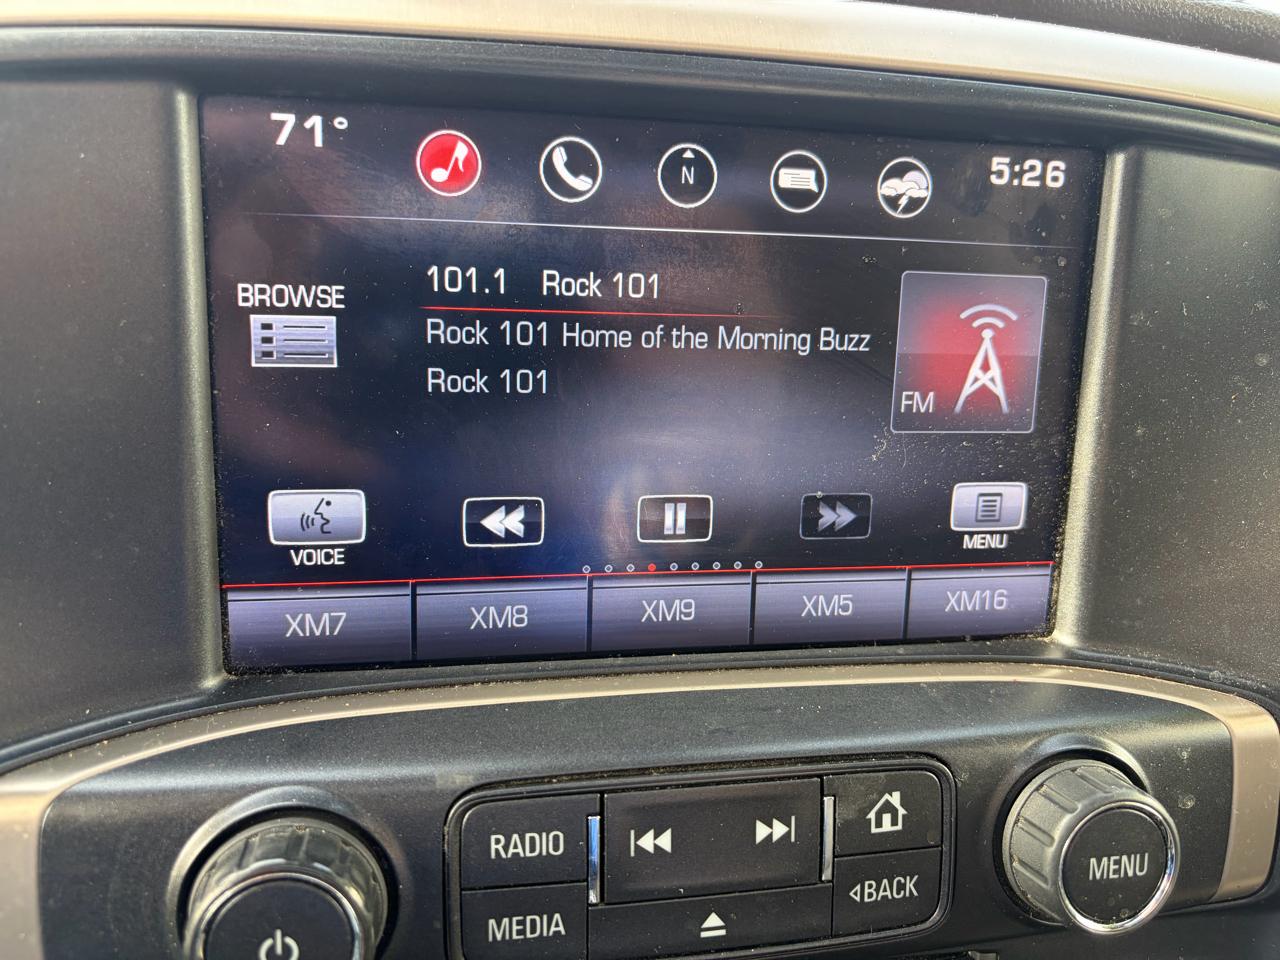 71°
N
5:26
BROWSE
101.1 Rock 101
Rock 101 Home of the Morning Buzz
Rock 101
FM
VOICE
MENU
XM7 XM8 XM9 XM5 XM16
RADIO
MEDIA
BACK
MENU